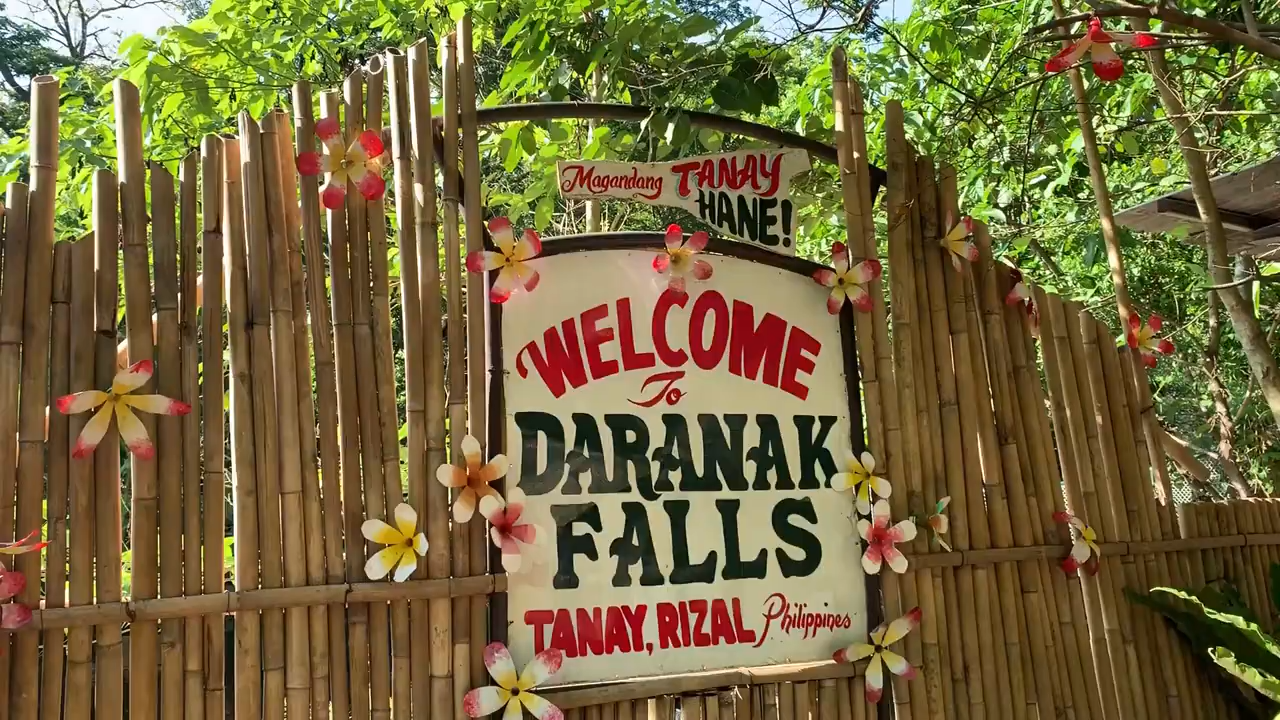 Magandang TANAY
HANE!
WELCOME
To
DARANAK
FALLS
TANAY, RIZAL Philippines